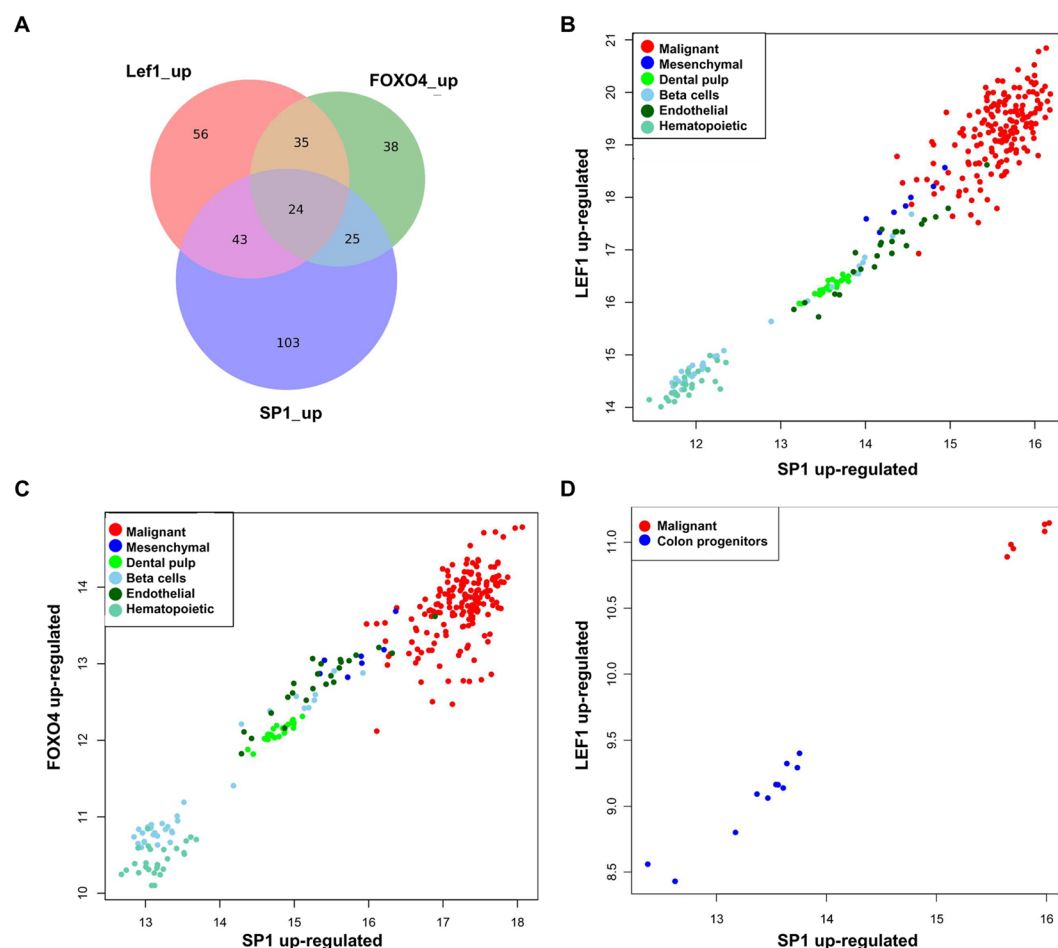 A
Lef1_up
FOXO4_up
56
35
38
24
43
25
103
SP1_up
B
Malignant
Mesenchymal
Dental pulp
Beta cells
Endothelial
Hematopoietic
LEF1 up-regulated
21
20
19
18
17
16
15
14
12
13
14
15
16
SP1 up-regulated
C
Malignant
Mesenchymal
Dental pulp
Beta cells
Endothelial
Hematopoietic
FOXO4 up-regulated
14
13
12
11
10
13
14
15
16
17
18
SP1 up-regulated
D
Malignant
Colon progenitors
LEF1 up-regulated
11.0
10.5
10.0
9.5
9.0
8.5
13
14
15
16
SP1 up-regulated